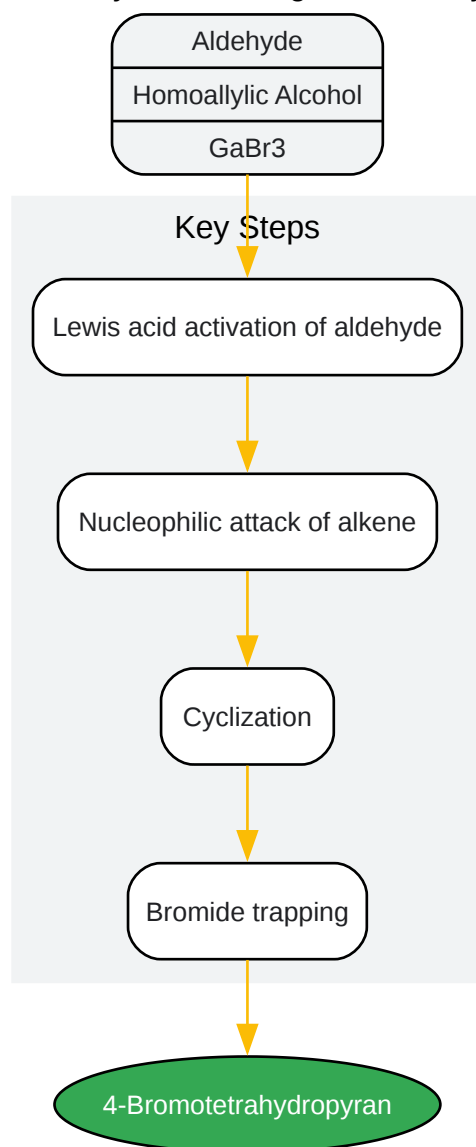 Aldehyde
Homoallylic Alcohol
GaBr3
Key Steps
Lewis acid activation of aldehyde
Nucleophilic attack of alkene
Cyclization
Bromide trapping
4-Bromotetrahydropyran